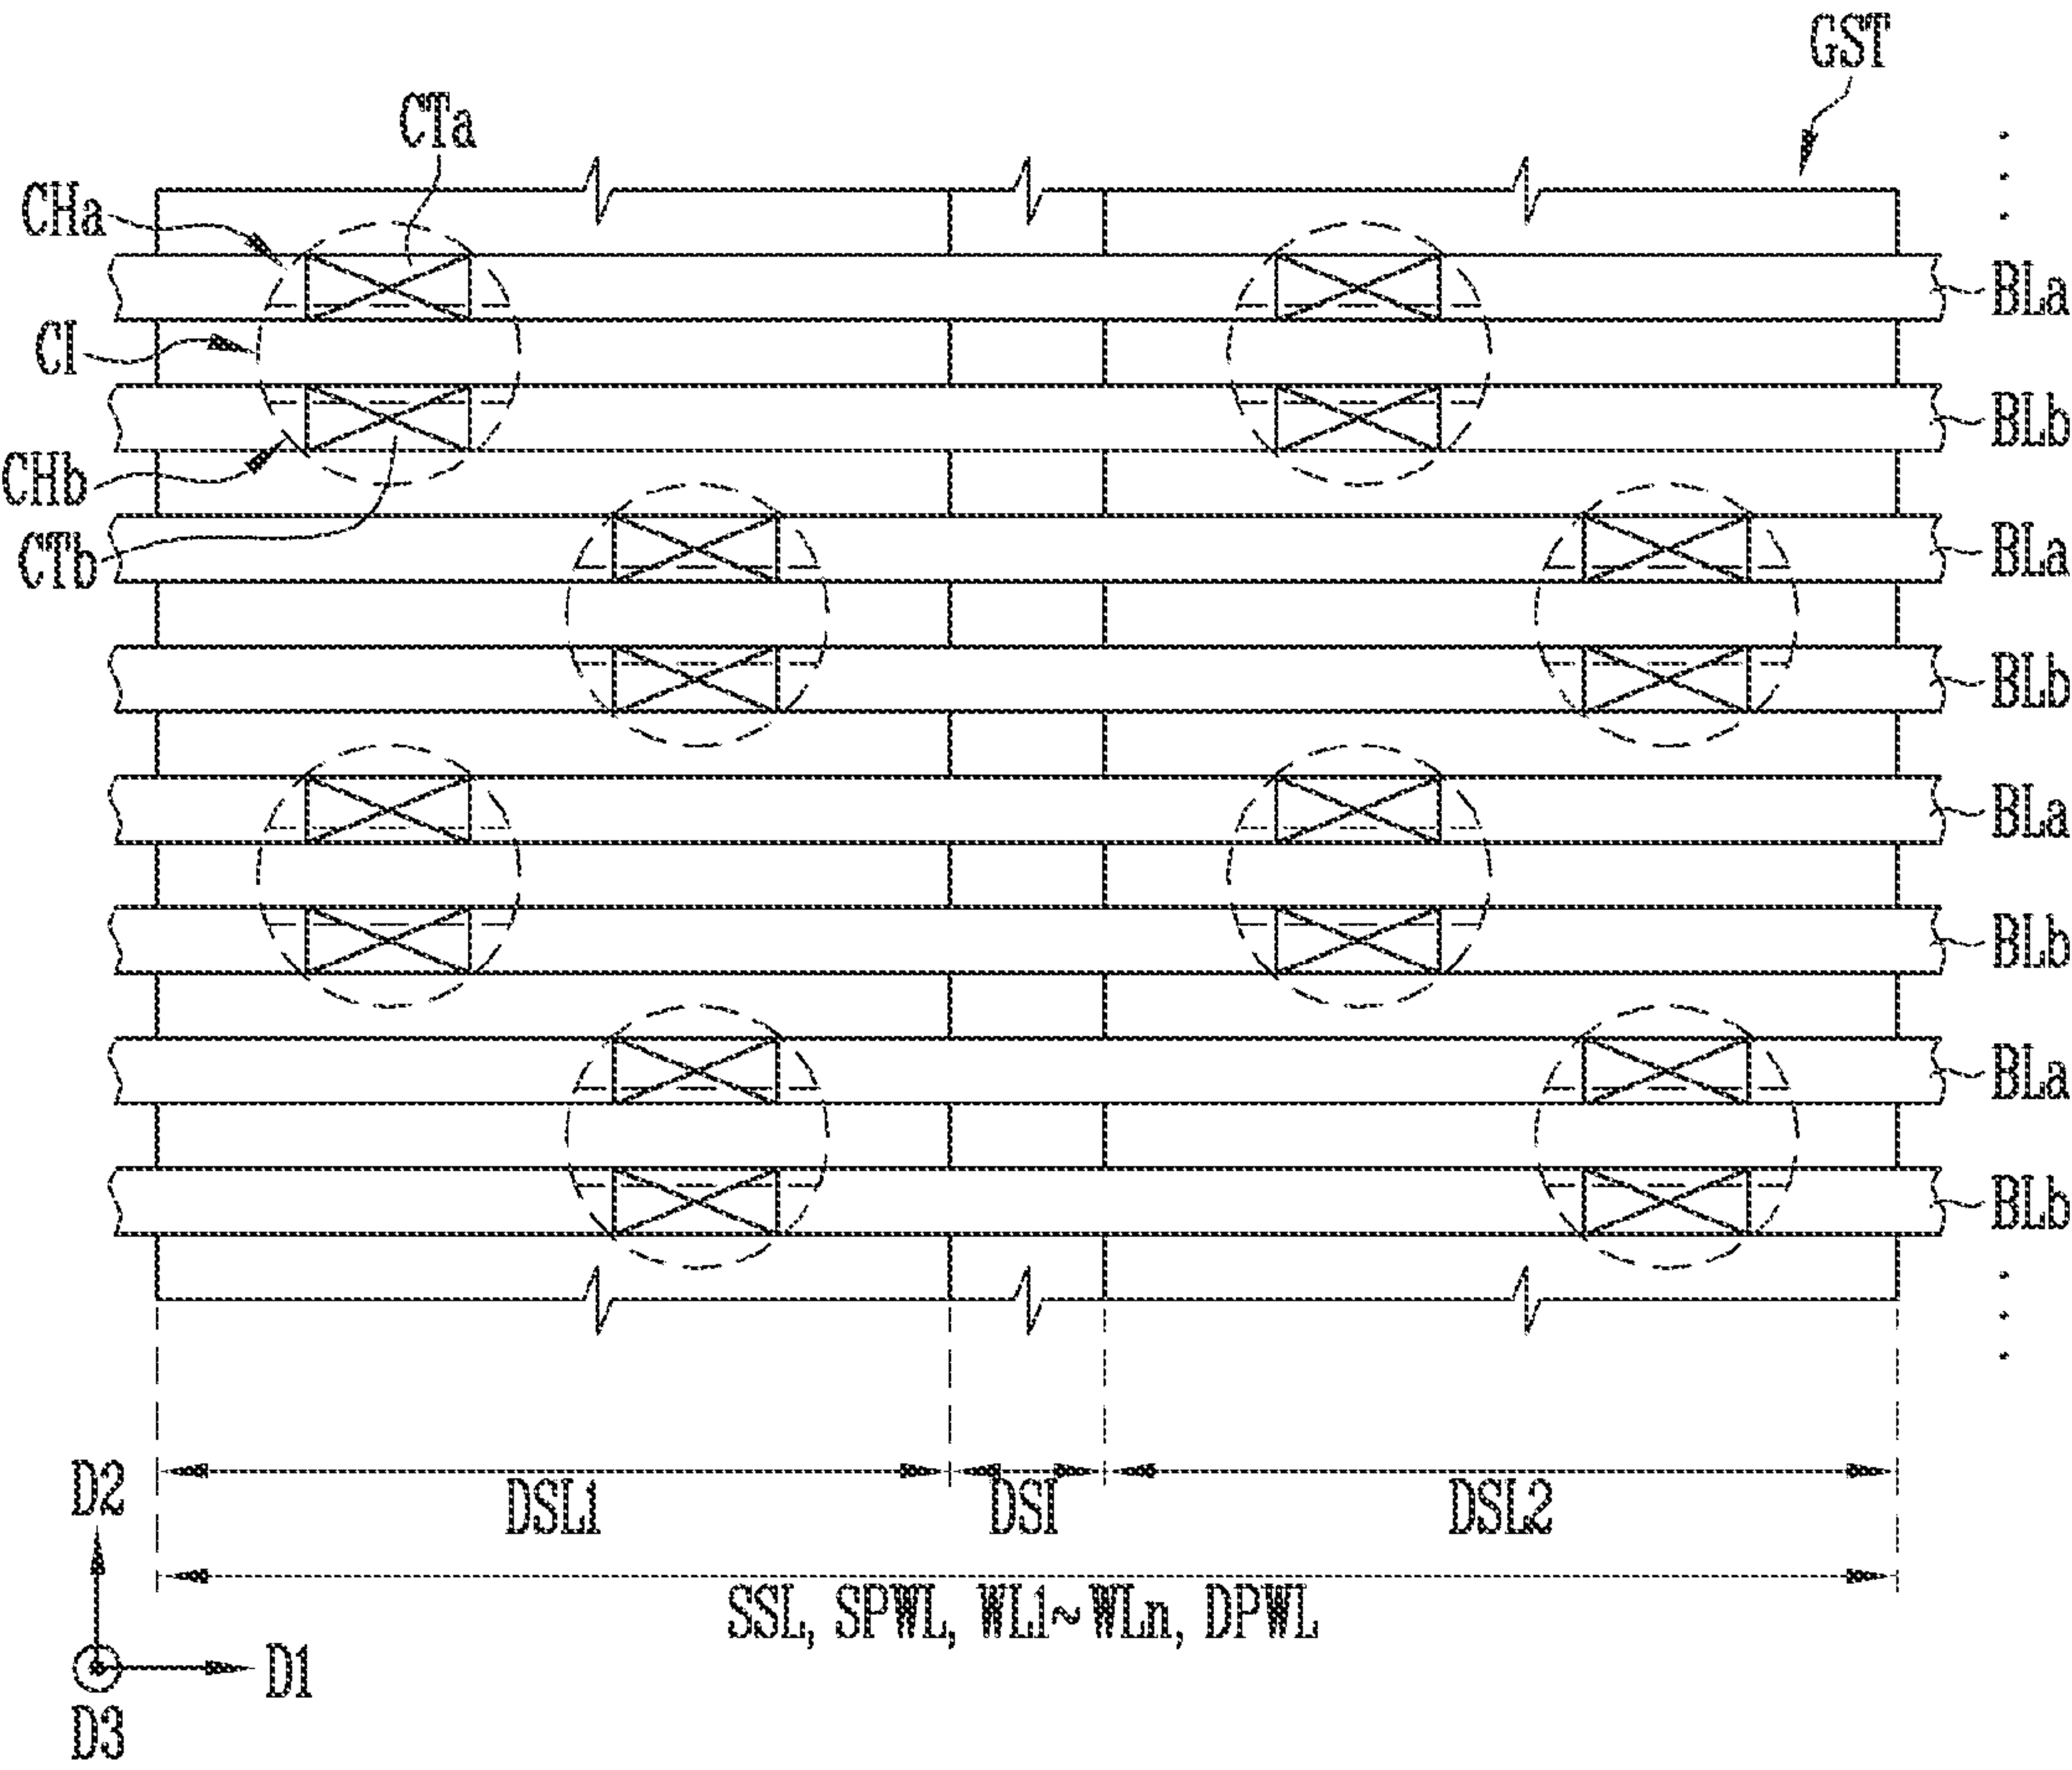 GST
CTa
CHa
BLa
CI
BLb
CHb
CTb
BLa
BLb
BLa
BLb
BLa
BLb
D2
DSL1
DSI
DSL2
SSL, SPWL, WL1~WLn, DPWL
D1
D3